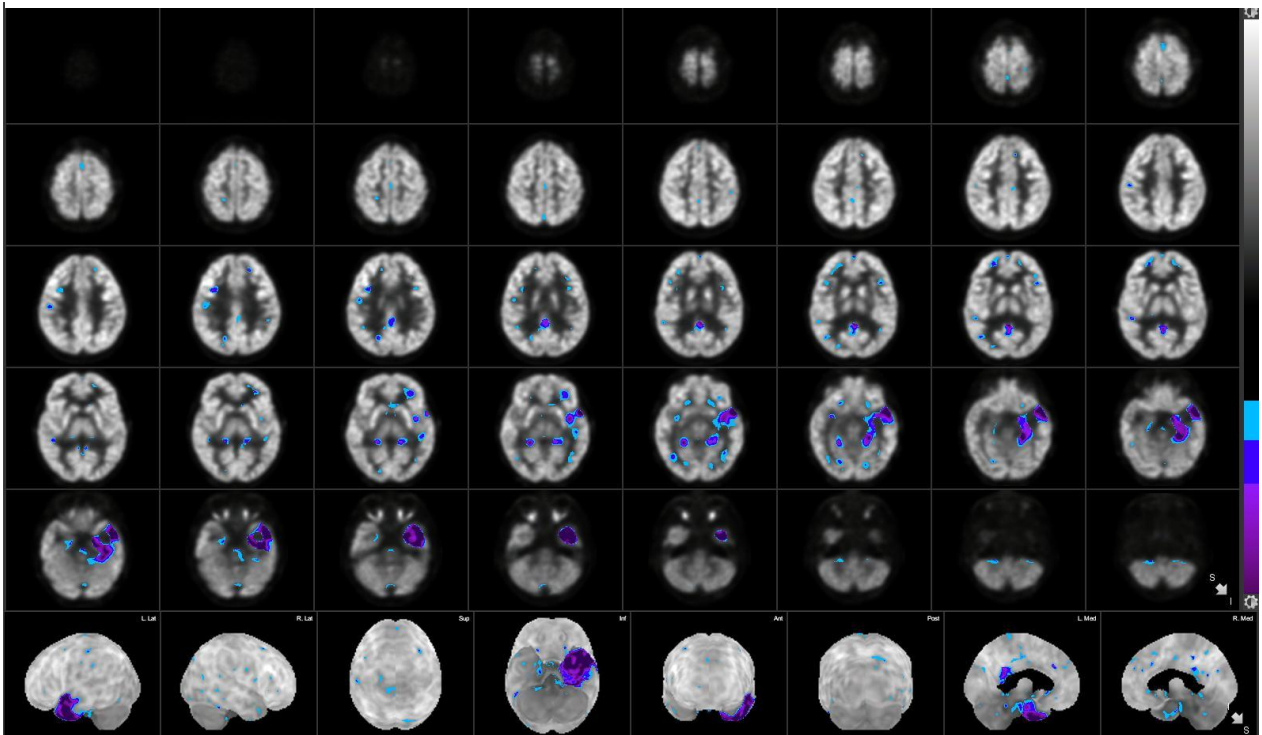 S
I
L. Lat
R. Lat
Sup
Inf
Ant
Post
L. Med
R. Med
S